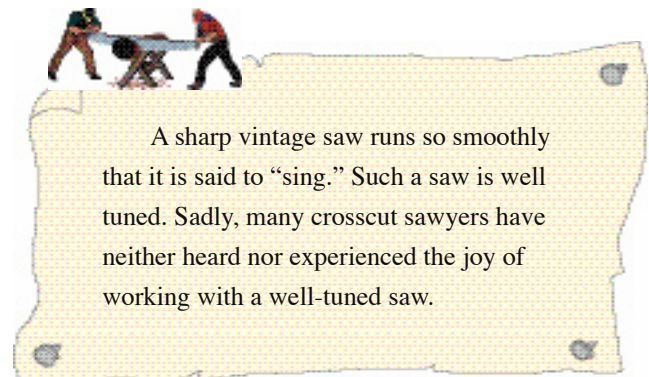 A sharp vintage saw runs so smoothly
that it is said to “sing.” Such a saw is well
tuned. Sadly, many crosscut sawyers have
neither heard nor experienced the joy of
working with a well-tuned saw.